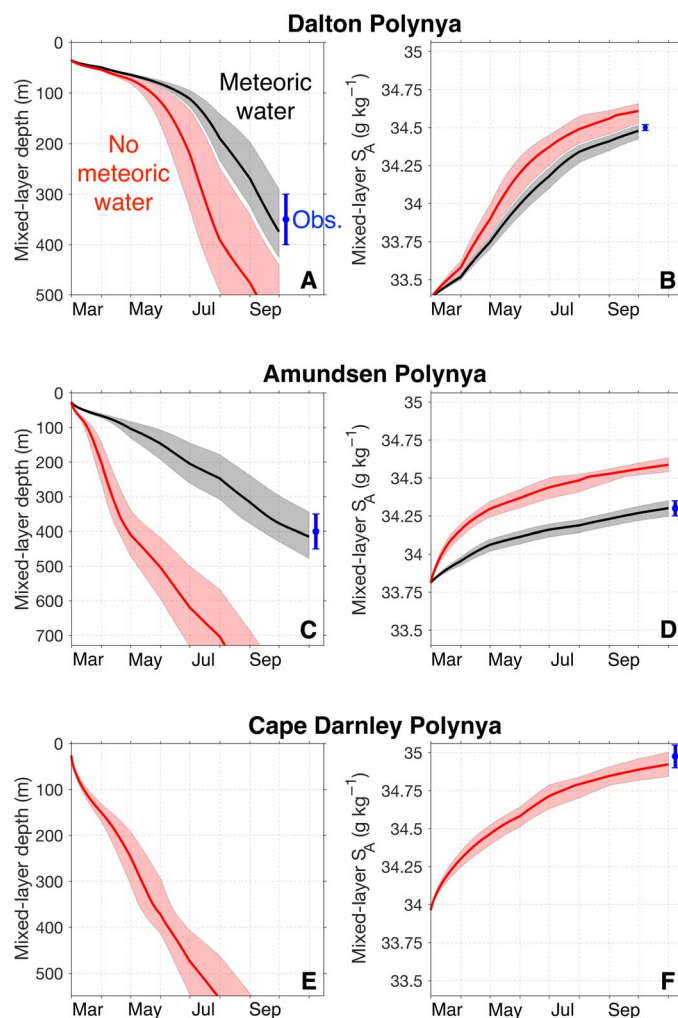 Dalton Polynya
Mixed-layer depth (m)
0
100
200
300
400
500
Meteoric
water
No
meteoric
water
Obs.
A
Mar
May
Jul
Sep
Mixed-layer S_A (g kg⁻¹)
35
34.75
34.5
34.25
34
33.75
33.5
B
Mar
May
Jul
Sep
Amundsen Polynya
Mixed-layer depth (m)
0
100
200
300
400
500
600
700
C
Mar
May
Jul
Sep
Mixed-layer S_A (g kg⁻¹)
35
34.75
34.5
34.25
34
33.75
33.5
D
Mar
May
Jul
Sep
Cape Darnley Polynya
Mixed-layer depth (m)
0
100
200
300
400
500
E
Mar
May
Jul
Sep
Mixed-layer S_A (g kg⁻¹)
35
34.75
34.5
34.25
34
33.75
33.5
F
Mar
May
Jul
Sep